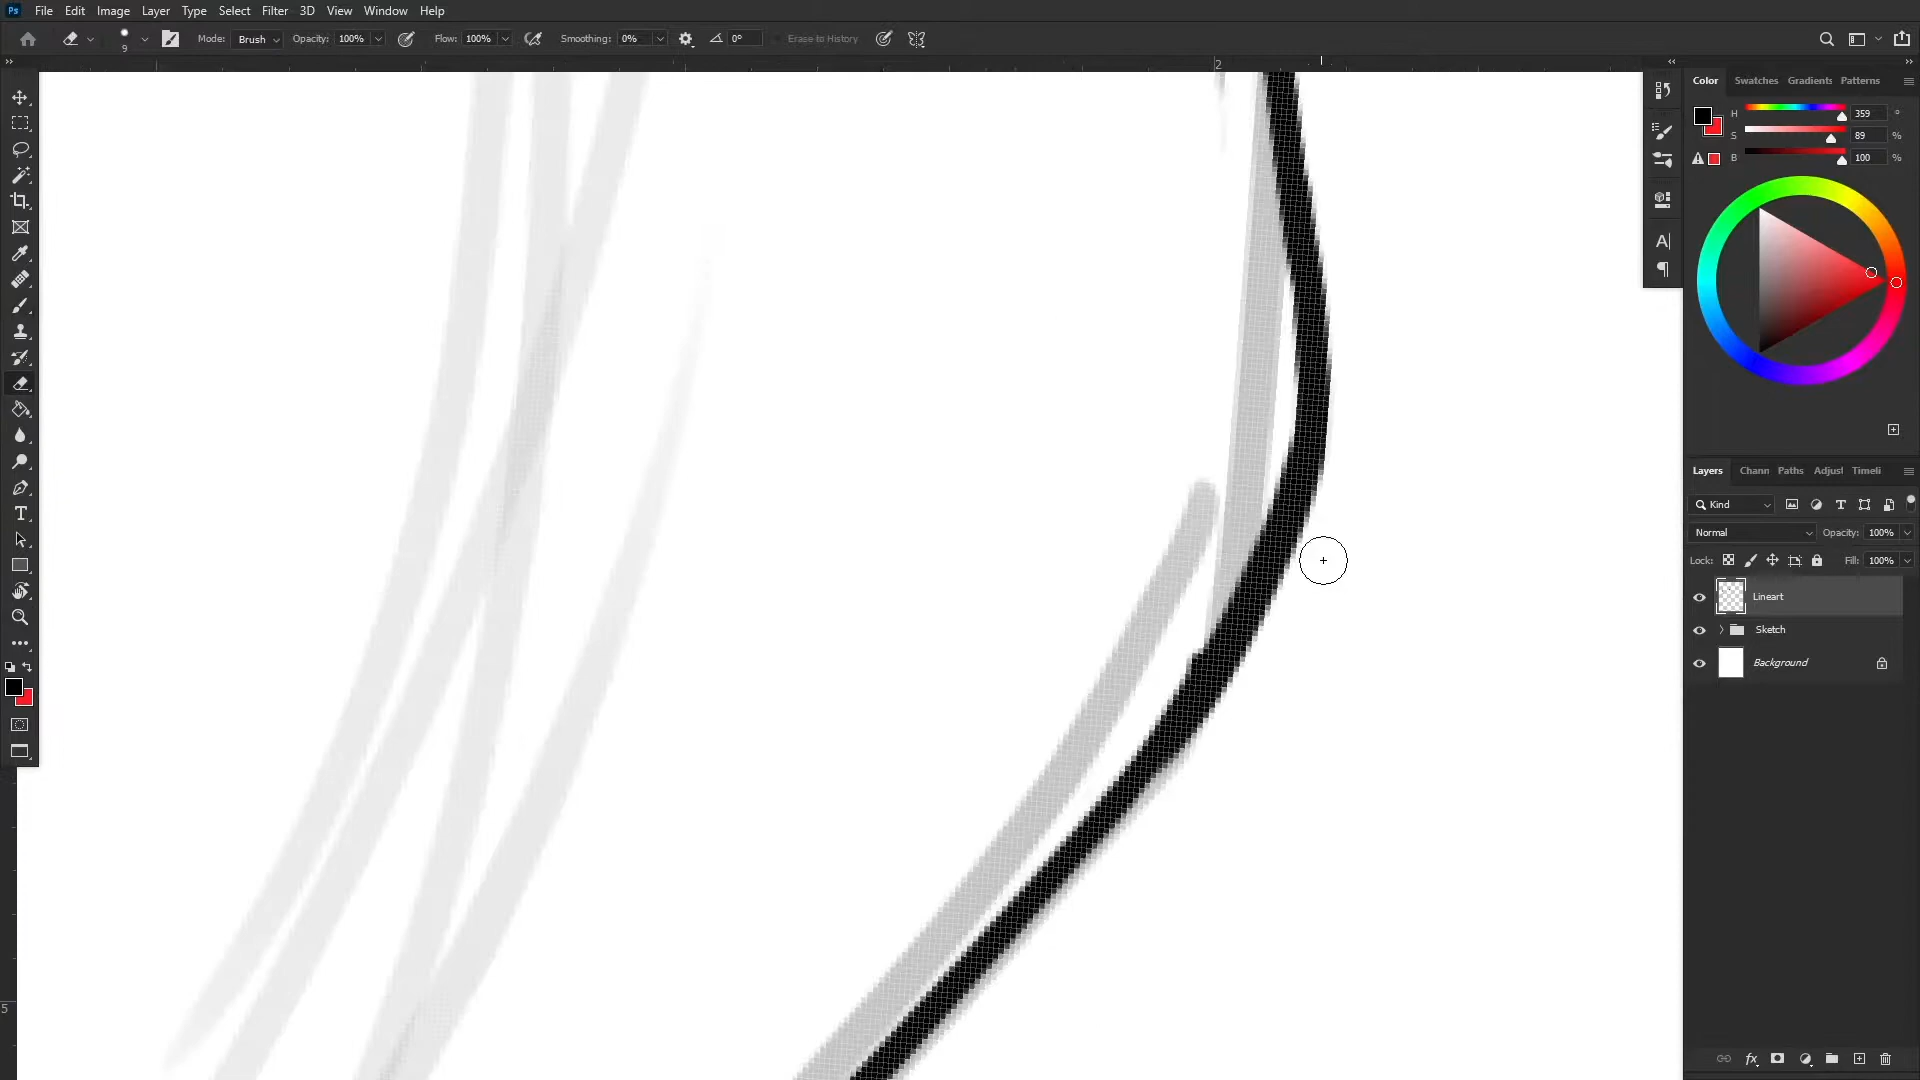 Ps File Edit Image Layer Type Select Filter 3D View Window Help
9 Mode: Brush Opacity: 100% Flow: 100% Smoothing: 0% 0° Erase to History
2
Color Swatches Gradients Patterns
H 359 °
S 89 %
B 100 %
Layers Chann Paths Adjust Timeli
Kind
Normal Opacity: 100%
Lock: Fill: 100%
Lineart
Sketch
Background
5